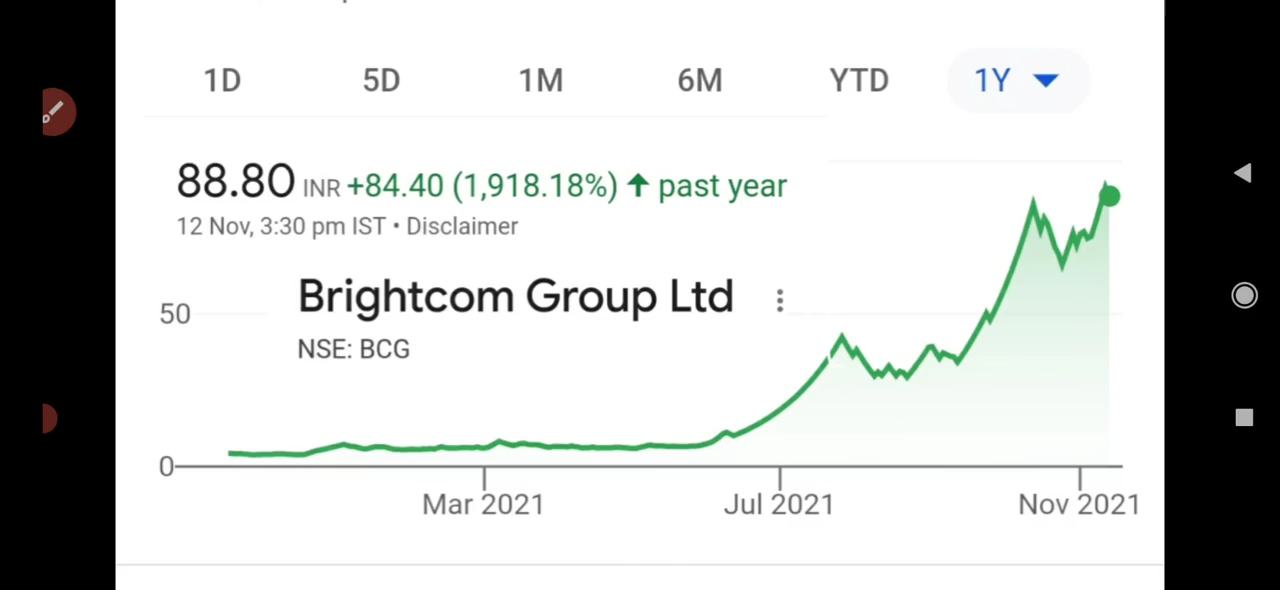 1D 5D 1M 6M YTD 1Y
88.80 INR +84.40 (1,918.18%) ↑ past year
12 Nov, 3:30 pm IST • Disclaimer
Brightcom Group Ltd
50
NSE: BCG
0
Mar 2021 Jul 2021 Nov 2021